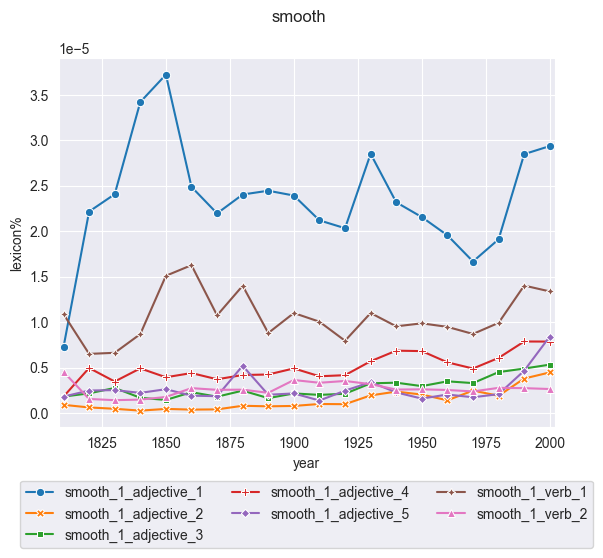 smooth
1e−5
3.5
3.0
2.5
2.0
1.5
1.0
0.5
0.0
lexicon%
1825 1850 1875 1900 1925 1950 1975 2000
year
smooth_1_adjective_1 smooth_1_adjective_4 smooth_1_verb_1
smooth_1_adjective_2 smooth_1_adjective_5 smooth_1_verb_2
smooth_1_adjective_3